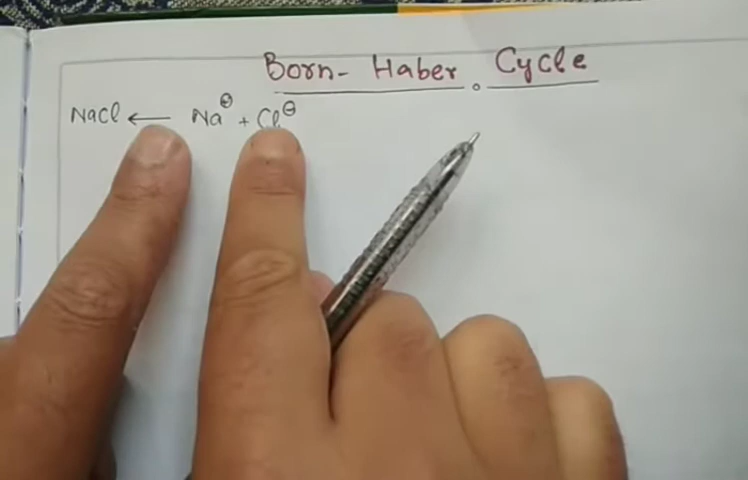 Born- Haber Cycle
NaCl ← Na⊕ + Cl⊖